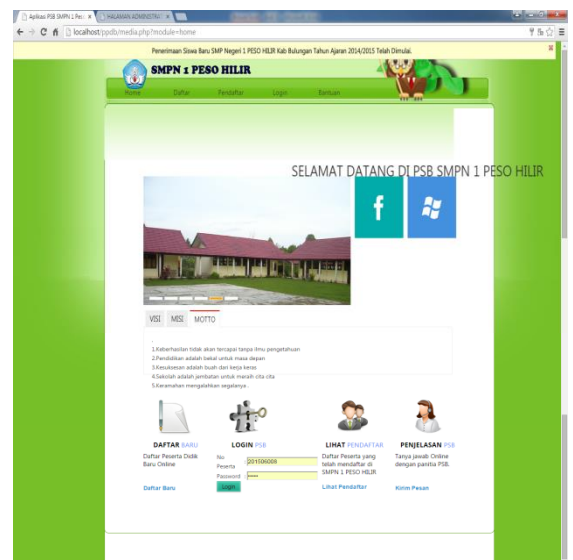 Aplikasi PSB SMPN 1 Peso
HALAMAN ADMINISTRAT
localhost/ppdb/media.php?module=home
Penerimaan Siswa Baru SMP Negeri 1 PESO HILIR Kab Bulungan Tahun Ajaran 2014/2015 Telah Dimulai.
SMPN 1 PESO HILIR
Home Daftar Pendaftar Login Bantuan
SELAMAT DATANG DI PSB SMPN 1 PESO HILIR
f
VISI MISI MOTTO
1.Keberhasilan tidak akan tercapai tanpa ilmu pengetahuan
2.Pendidikan adalah bekal untuk masa depan
3.Kesuksesan adalah buah dari kerja keras
4.Sekolah adalah jembatan untuk meraih cita cita
5.Keramahan mengalahkan segalanya .
DAFTAR BARU
Daftar Peserta Didik
Baru Online
Daftar Baru
LOGIN PSB
No
Peserta : 201506008
Password : •••••
Login
LIHAT PENDAFTAR
Daftar Peserta yang
telah mendaftar di
SMPN 1 PESO HILIR
Lihat Pendaftar
PENJELASAN PSB
Tanya jawab Online
dengan panitia PSB.
Kirim Pesan